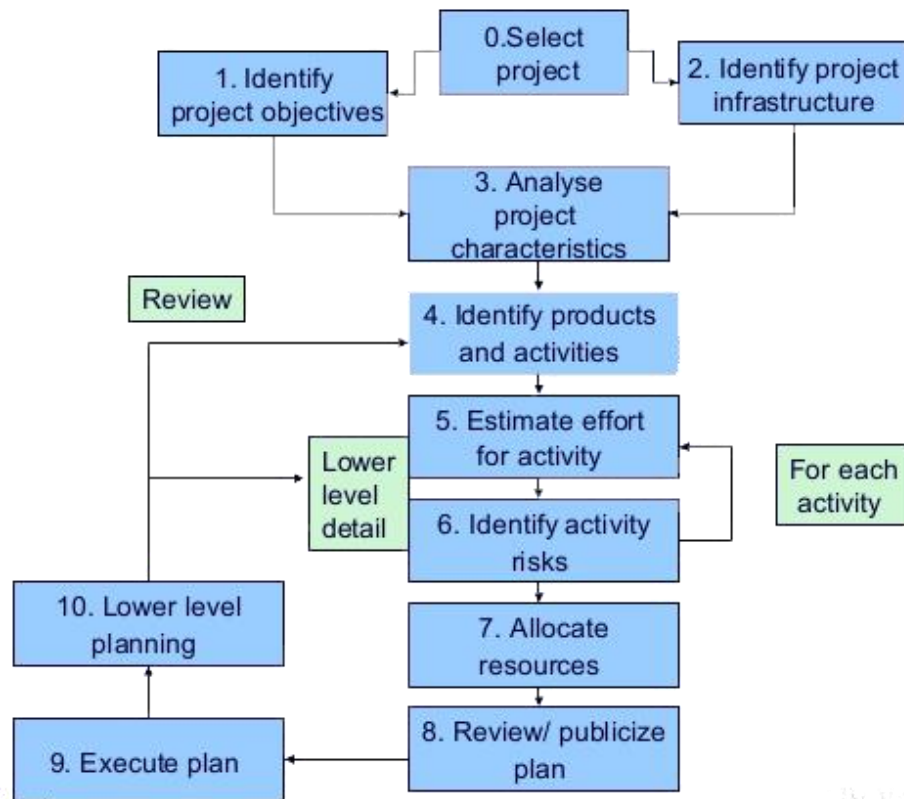 0.Select
project
1. Identify
project objectives
2. Identify project
infrastructure
3. Analyse
project
characteristics
Review
4. Identify products
and activities
5. Estimate effort
for activity
Lower
level
detail
For each
activity
6. Identify activity
risks
10. Lower level
planning
7. Allocate
resources
8. Review/ publicize
plan
9. Execute plan